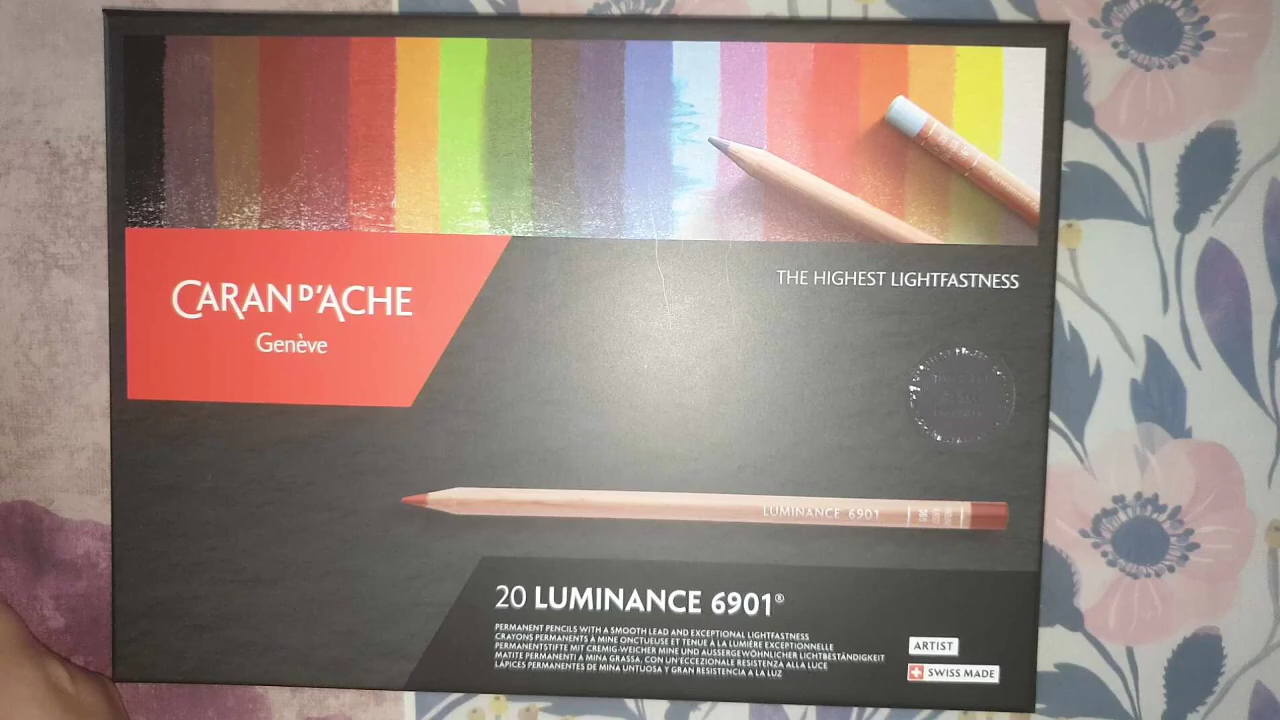 CARAN D'ACHE
Genève
THE HIGHEST LIGHTFASTNESS
LUMINANCE 6901
20 LUMINANCE 6901®
PERMANENT PENCILS WITH A SMOOTH LEAD AND EXCEPTIONAL LIGHTFASTNESS
CRAYONS PERMANENTS À MINE ONCTUEUSE ET TENUE À LA LUMIÈRE EXCEPTIONNELLE
PERMANENTSTIFTE MIT CREMIG-WEICHER MINE UND AUSSERGEWÖHNLICHER LICHTBESTÄNDIGKEIT
MATITE PERMANENTI A MINA GRASSA, CON UN'ECCEZIONALE RESISTENZA ALLA LUCE
LÁPICES PERMANENTES DE MINA UNTUOSA Y GRAN RESISTENCIA A LA LUZ
ARTIST
SWISS MADE